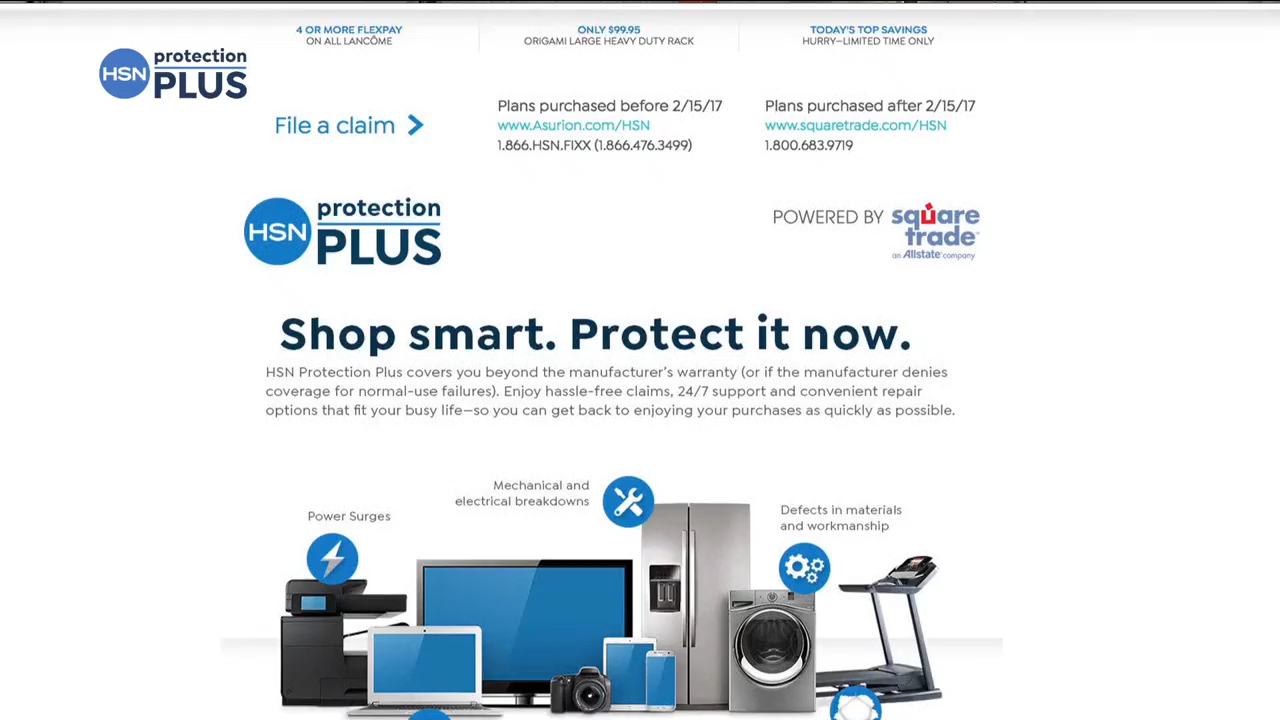 4 OR MORE FLEXPAY
ON ALL LANCÔME
ONLY $99.95
ORIGAMI LARGE HEAVY DUTY RACK
TODAY'S TOP SAVINGS
HURRY—LIMITED TIME ONLY
HSN protection PLUS
File a claim
Plans purchased before 2/15/17
www.Asurion.com/HSN
1.866.HSN.FIXX (1.866.476.3499)
Plans purchased after 2/15/17
www.squaretrade.com/HSN
1.800.683.9719
HSN protection PLUS
POWERED BY square trade
an Allstate company
Shop smart. Protect it now.
HSN Protection Plus covers you beyond the manufacturer's warranty (or if the manufacturer denies
coverage for normal-use failures). Enjoy hassle-free claims, 24/7 support and convenient repair
options that fit your busy life—so you can get back to enjoying your purchases as quickly as possible.
Mechanical and
electrical breakdowns
Power Surges
Defects in materials
and workmanship